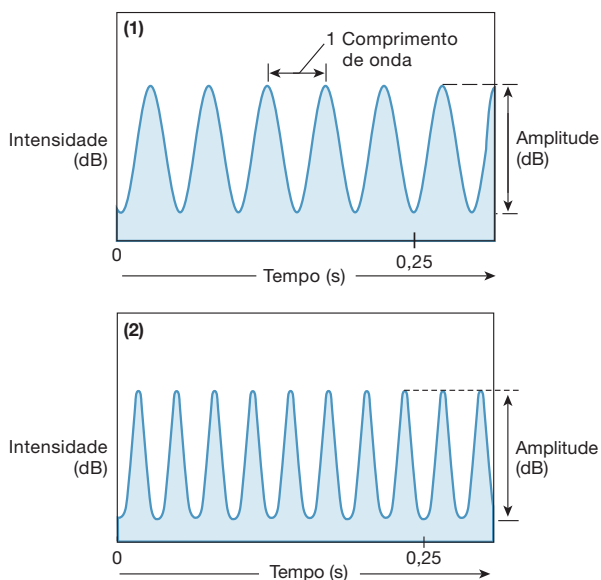 (1)
1 Comprimento
de onda
Intensidade
(dB)
Amplitude
(dB)
0
0,25
Tempo (s)
(2)
Intensidade
(dB)
Amplitude
(dB)
0
0,25
Tempo (s)